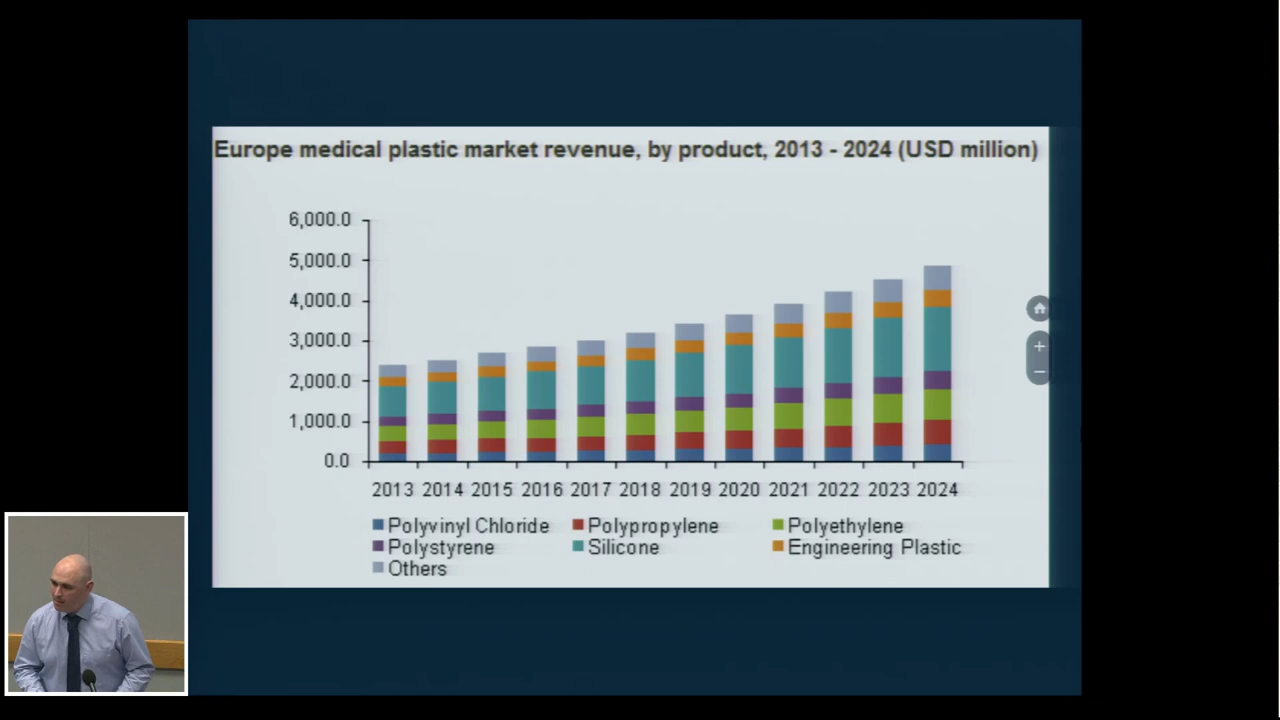 Europe medical plastic market revenue, by product, 2013 - 2024 (USD million)
6,000.0
5,000.0
4,000.0
3,000.0
2,000.0
1,000.0
0.0
2013 2014 2015 2016 2017 2018 2019 2020 2021 2022 2023 2024
Polyvinyl Chloride Polypropylene Polyethylene
Polystyrene Silicone Engineering Plastic
Others